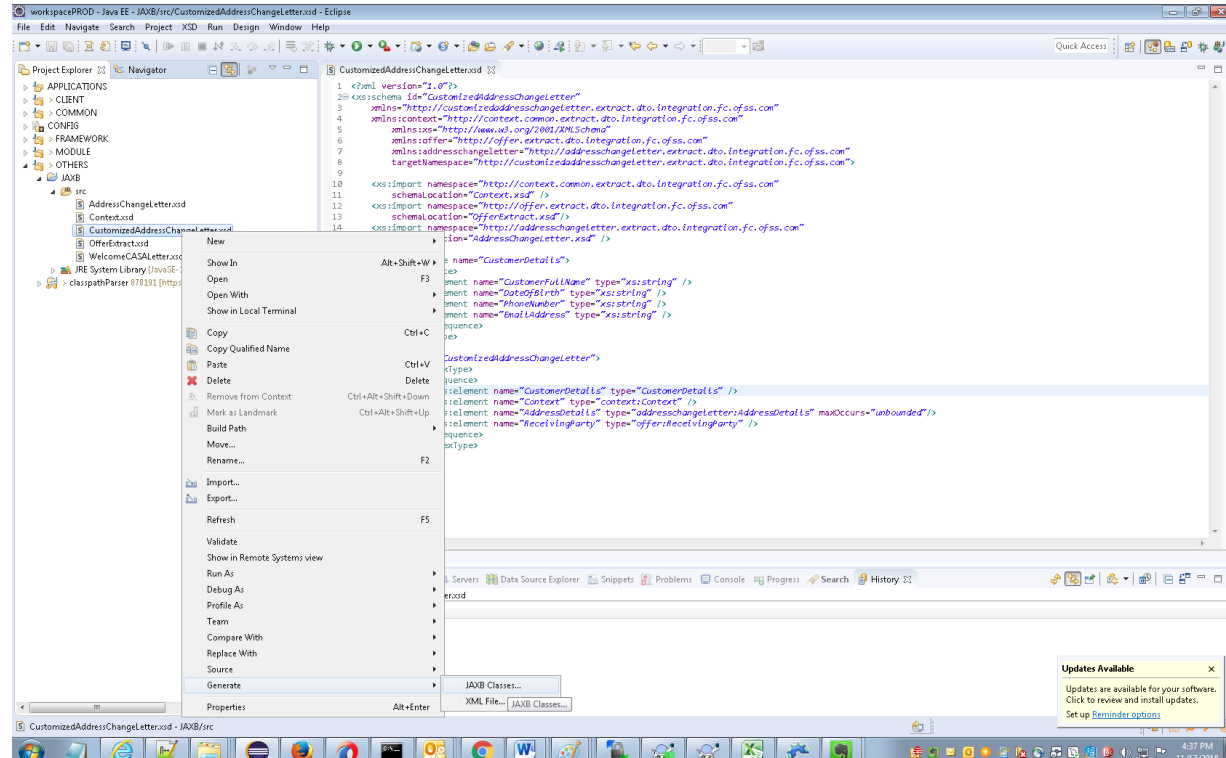 workspacePROD - Java EE - JAXB/src/CustomizedAddressChangeLetter.xsd - Eclipse
File Edit Navigate Search Project XSD Run Design Window Help
Quick Access
Project Explorer Navigator
CustomizedAddressChangeLetter.xsd
APPLICATIONS
> CLIENT
> COMMON
CONFIG
> FRAMEWORK
> MODULE
> OTHERS
JAXB
src
AddressChangeLetter.xsd
Context.xsd
CustomizedAddressChangeLetter.xsd
OfferExtract.xsd
WelcomeCASALetter.xsd
JRE System Library [JavaSE-
> classpathParser 878191 [https
1 <?xml version="1.0"?>
2 <xs:schema id="CustomizedAddressChangeLetter"
3 xmlns="http://customizedaddresschangeletter.extract.dto.integration.fc.ofss.com"
4 xmlns:context="http://context.common.extract.dto.integration.fc.ofss.com"
5 xmlns:xs="http://www.w3.org/2001/XMLSchema"
6 xmlns:offer="http://offer.extract.dto.integration.fc.ofss.com"
7 xmlns:addresschangeletter="http://addresschangeletter.extract.dto.integration.fc.ofss.com"
8 targetNamespace="http://customizedaddresschangeletter.extract.dto.integration.fc.ofss.com">
9
10 <xs:import namespace="http://context.common.extract.dto.integration.fc.ofss.com"
11 schemaLocation="Context.xsd" />
12 <xs:import namespace="http://offer.extract.dto.integration.fc.ofss.com"
13 schemaLocation="OfferExtract.xsd"/>
14 <xs:import namespace="http://addresschangeletter.extract.dto.integration.fc.ofss.com"
tion="AddressChangeLetter.xsd" />
e name="CustomerDetails">
ce>
ement name="CustomerFullName" type="xs:string" />
ement name="DateOfBirth" type="xs:string" />
ement name="PhoneNumber" type="xs:string" />
ement name="EmailAddress" type="xs:string" />
equence>
pe>
CustomizedAddressChangeLetter">
xType>
quence>
s:element name="CustomerDetails" type="CustomerDetails" />
s:element name="Context" type="context:Context" />
s:element name="AddressDetails" type="addresschangeletter:AddressDetails" maxOccurs="unbounded"/>
s:element name="ReceivingParty" type="offer:ReceivingParty" />
equence>
exType>
New
Show In Alt+Shift+W
Open F3
Open With
Show in Local Terminal
Copy Ctrl+C
Copy Qualified Name
Paste Ctrl+V
Delete Delete
Remove from Context Ctrl+Alt+Shift+Down
Mark as Landmark Ctrl+Alt+Shift+Up
Build Path
Move...
Rename... F2
Import...
Export...
Refresh F5
Validate
Show in Remote Systems view
Run As
Debug As
Profile As
Team
Compare With
Replace With
Source
Generate
Properties Alt+Enter
JAXB Classes...
XML File...
JAXB Classes...
Servers Data Source Explorer Snippets Problems Console Progress Search History
er.xsd
Updates Available
Updates are available for your software.
Click to review and install updates.
Set up Reminder options
CustomizedAddressChangeLetter.xsd - JAXB/src
4:37 PM